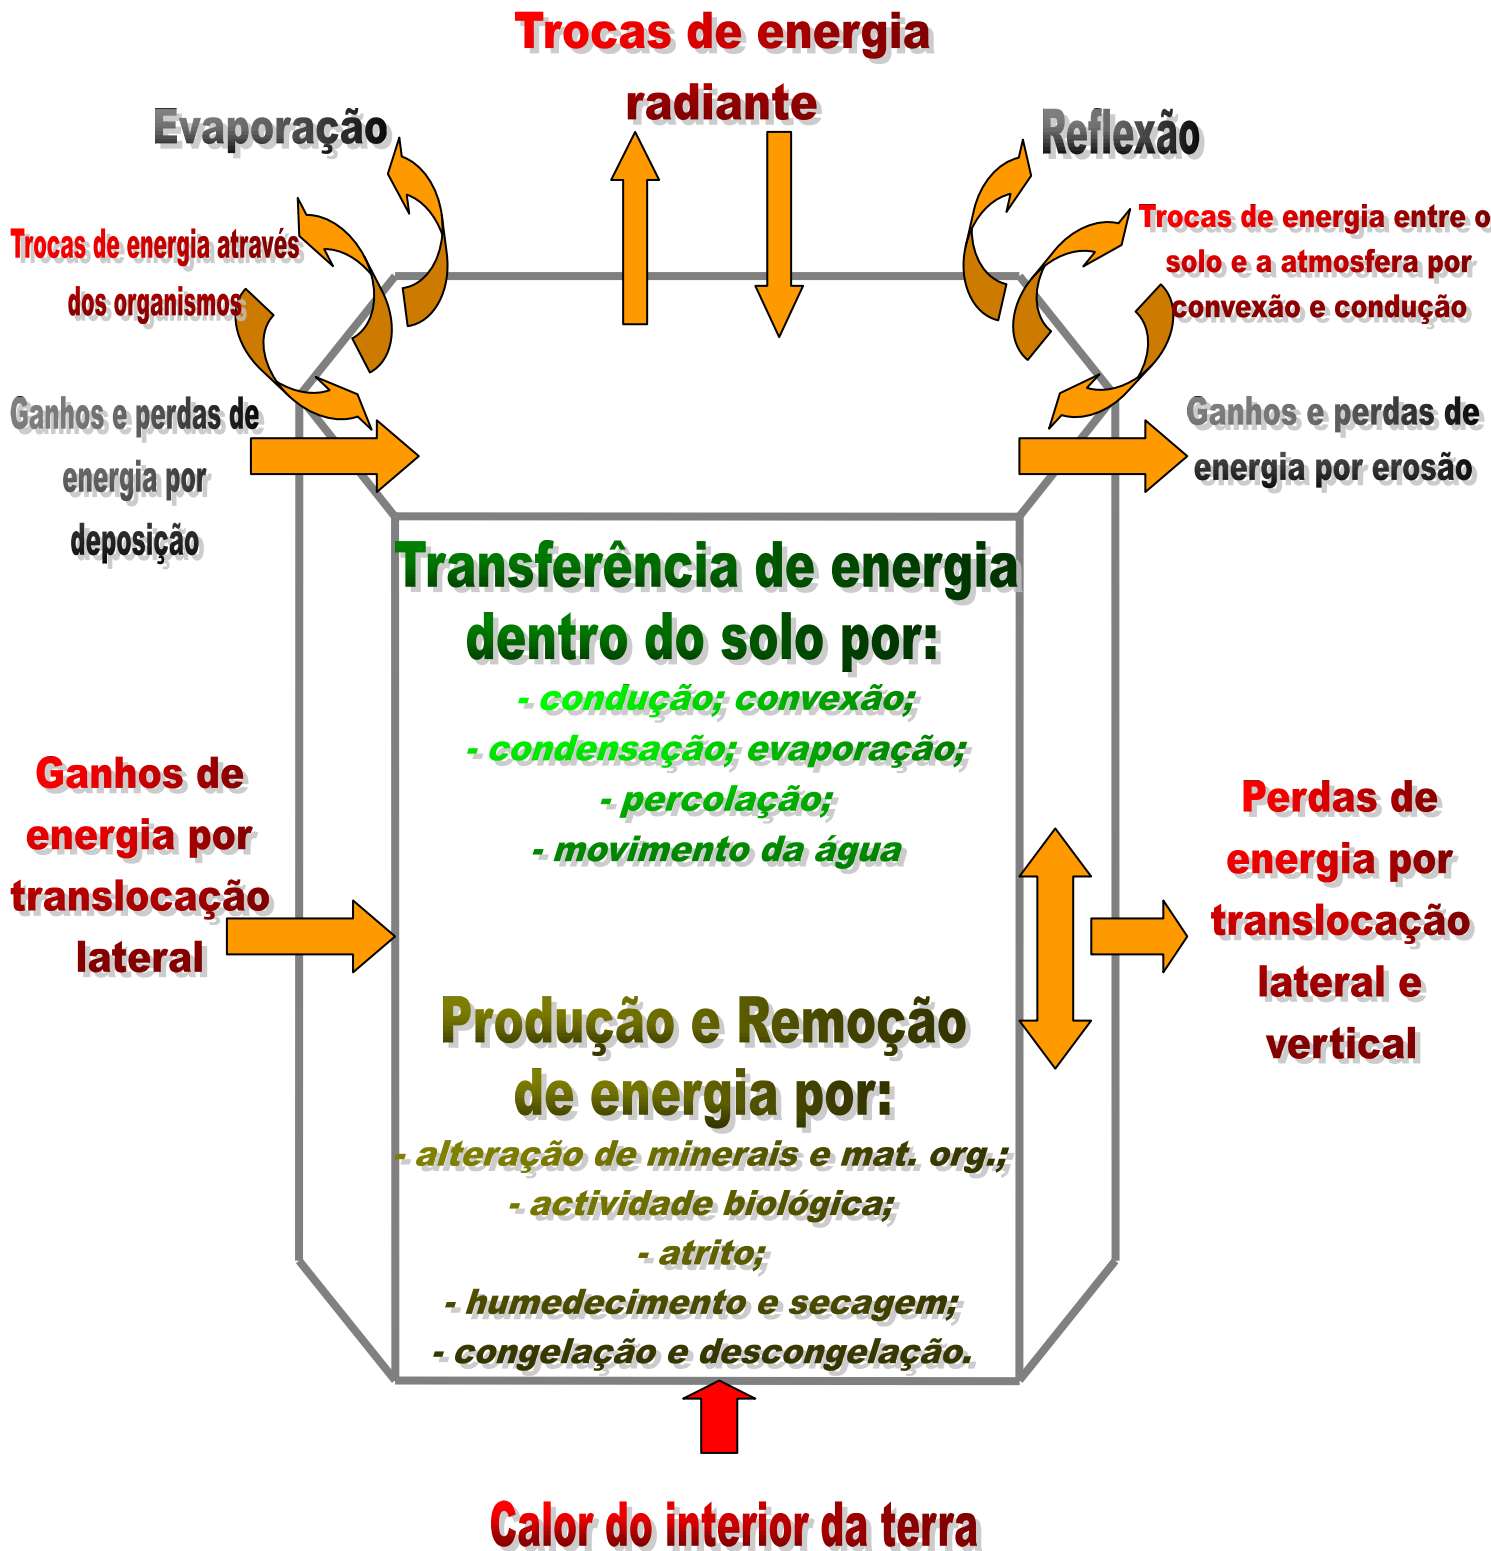 Trocas de energia
radiante
Evaporação
Reflexão
Trocas de energia através
dos organismos
Trocas de energia entre o
solo e a atmosfera por
convexão e condução
Ganhos e perdas de
energia por
deposição
Ganhos e perdas de
energia por erosão
Transferência de energia
dentro do solo por:
- condução; convexão;
- condensação; evaporação;
- percolação;
- movimento da água
Ganhos de
energia por
translocação
lateral
Perdas de
energia por
translocação
lateral e
vertical
Produção e Remoção
de energia por:
- alteração de minerais e mat. org.;
- actividade biológica;
- atrito;
- humedecimento e secagem;
- congelação e descongelação.
Calor do interior da terra